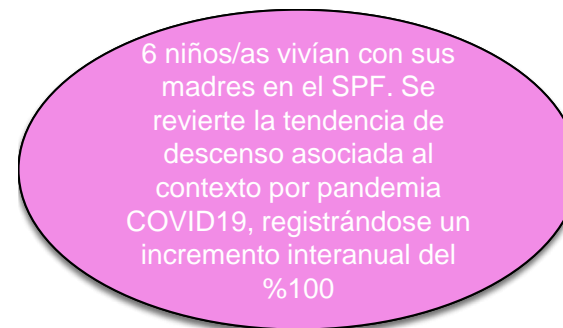 6 niños/as vivían con sus
madres en el SPF. Se
revierte la tendencia de
descenso asociada al
contexto por pandemia
COVID19, registrándose un
incremento interanual del
%100